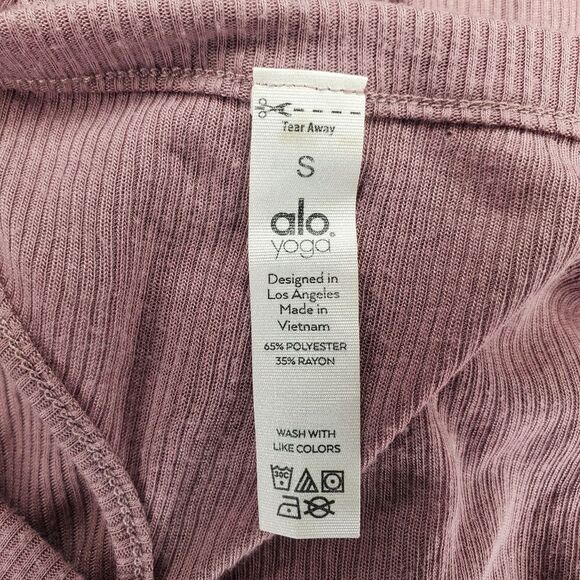 Tear Away
S
alo®
yoga
Designed in
Los Angeles
Made in
Vietnam
65% POLYESTER
35% RAYON
WASH WITH
LIKE COLORS
30C